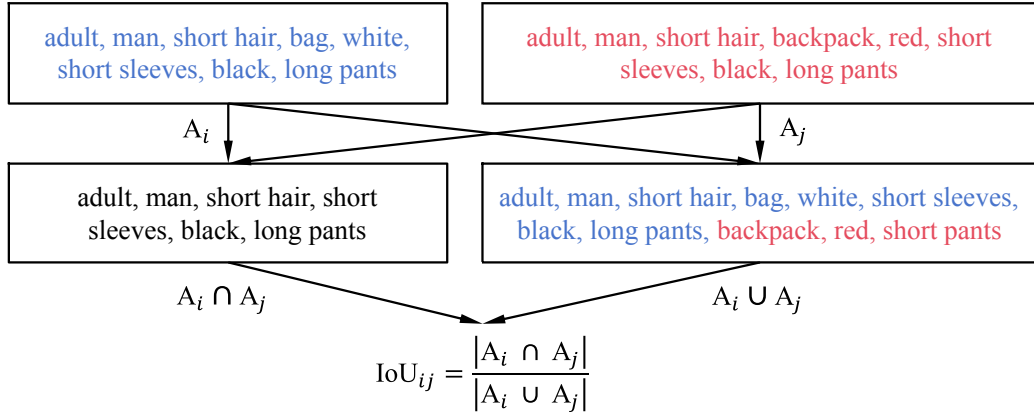 adult, man, short hair, bag, white,
short sleeves, black, long pants
adult, man, short hair, backpack, red, short
sleeves, black, long pants
A_i
A_j
adult, man, short hair, short
sleeves, black, long pants
adult, man, short hair, bag, white, short sleeves,
black, long pants, backpack, red, short pants
A_i ∩ A_j
A_i ∪ A_j
IoU_ij = |A_i ∩ A_j| / |A_i ∪ A_j|